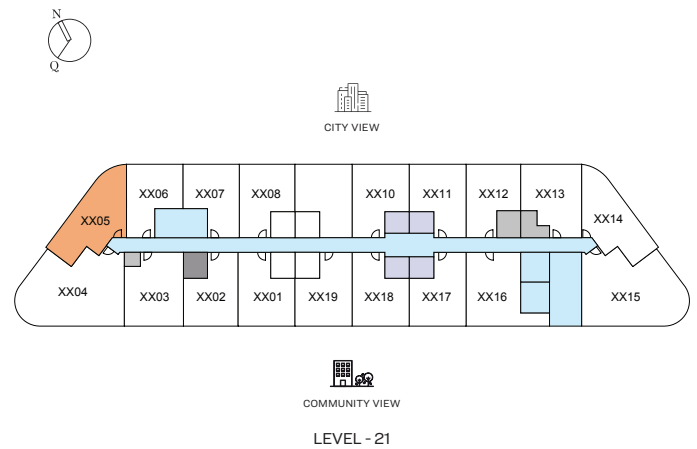 N
Q
CITY VIEW
XX06 XX07 XX08 XX10 XX11 XX12 XX13
XX05 XX14
XX04 XX03 XX02 XX01 XX19 XX18 XX17 XX16 XX15
COMMUNITY VIEW
LEVEL - 21